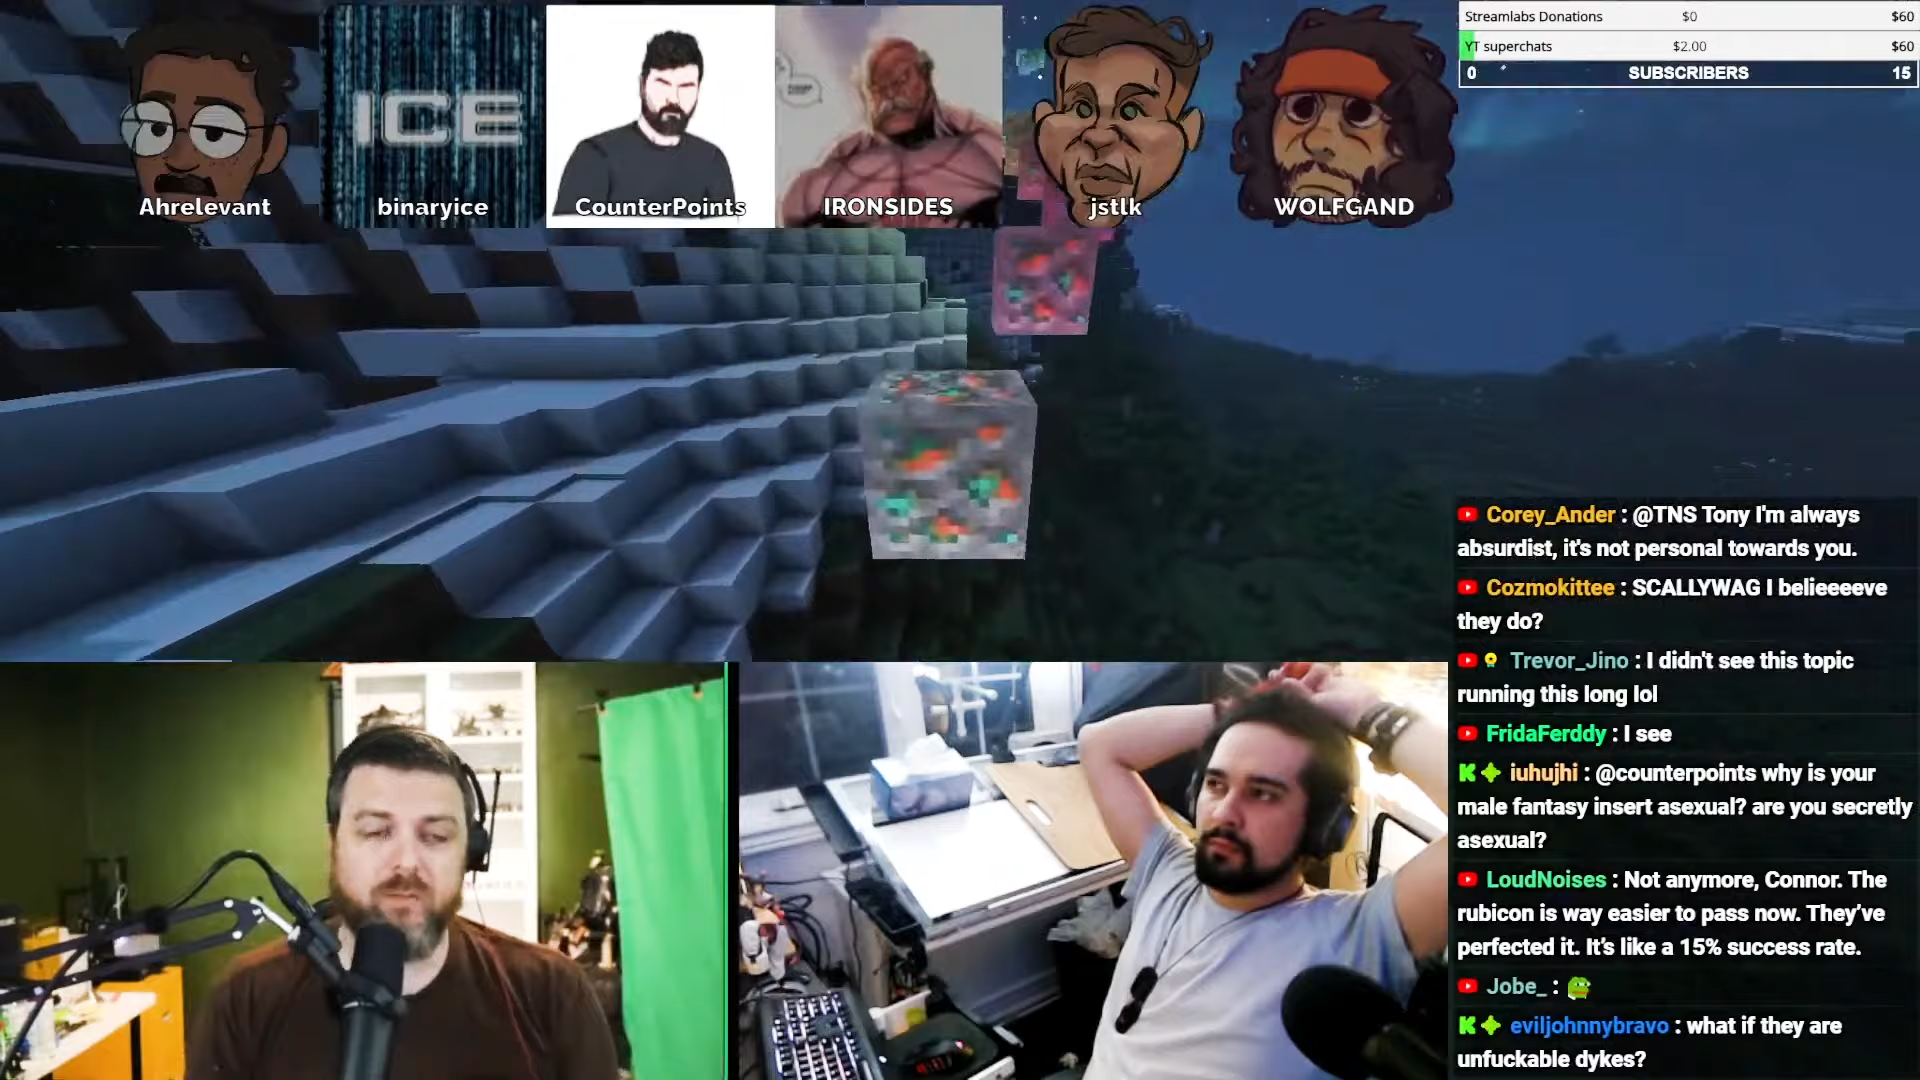 Streamlabs Donations $0 $60
YT superchats $2.00 $60
0 SUBSCRIBERS 15
ICE
Ahrelevant binaryice CounterPoints IRONSIDES jstlk WOLFGAND
Corey_Ander : @TNS Tony I'm always
absurdist, it's not personal towards you.
Cozmokittee : SCALLYWAG I belieeeeve
they do?
Trevor_Jino : I didn't see this topic
running this long lol
FridaFerddy : I see
iuhujhi : @counterpoints why is your
male fantasy insert asexual? are you secretly
asexual?
LoudNoises : Not anymore, Connor. The
rubicon is way easier to pass now. They’ve
perfected it. It’s like a 15% success rate.
Jobe_ :
eviljohnnybravo : what if they are
unfuckable dykes?